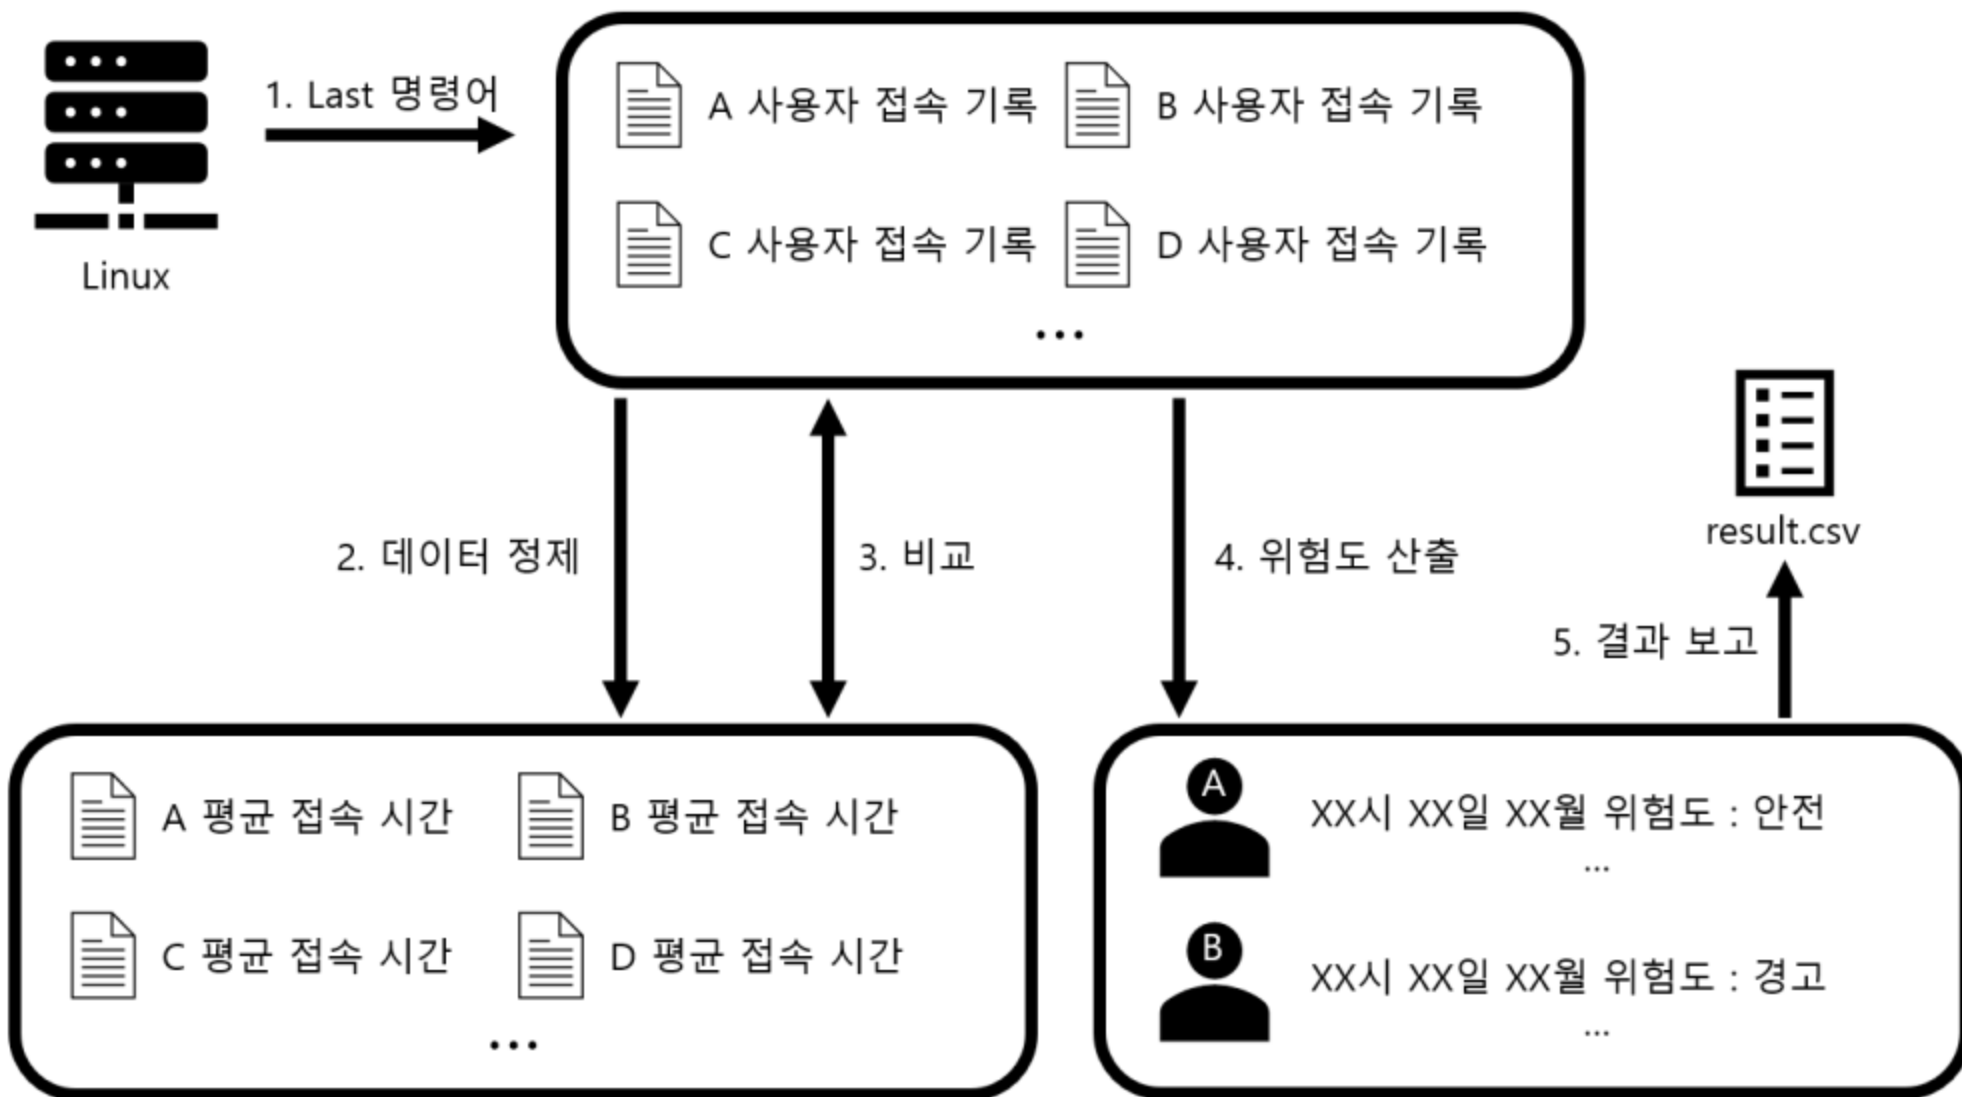 1. Last 명령어
Linux
A 사용자 접속 기록
B 사용자 접속 기록
C 사용자 접속 기록
D 사용자 접속 기록
...
2. 데이터 정제
3. 비교
4. 위험도 산출
result.csv
5. 결과 보고
A 평균 접속 시간
B 평균 접속 시간
C 평균 접속 시간
D 평균 접속 시간
...
A
XX시 XX일 XX월 위험도 : 안전
...
B
XX시 XX일 XX월 위험도 : 경고
...